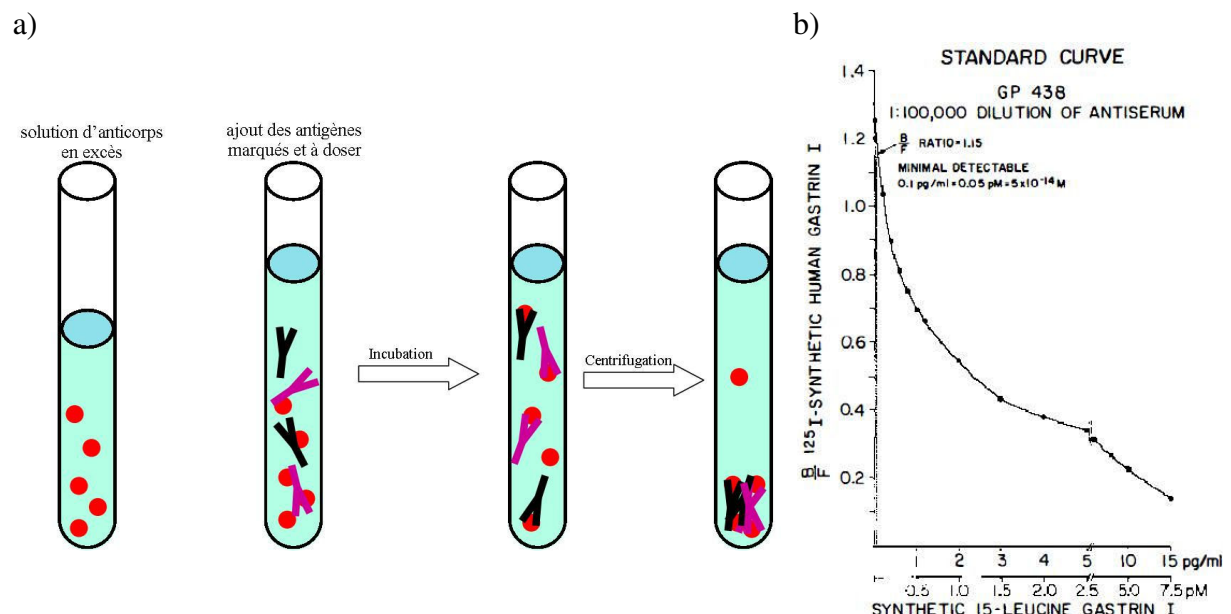 a)
solution d'anticorps
en excès
ajout des antigènes
marqués et à doser
Incubation
Centrifugation
b)
STANDARD CURVE
GP 438
1:100,000 DILUTION OF ANTISERUM
B/F RATIO=1.15
MINIMAL DETECTABLE
0.1 pg/ml=0.05 pM=5x10⁻¹⁴M
B/F ¹²⁵I-SYNTHETIC HUMAN GASTRIN I
1.4
1.2
1.0
0.8
0.6
0.4
0.2
1 2 3 4 5 10 15 pg/ml
0.5 1.0 1.5 2.0 2.5 5.0 7.5 pM
SYNTHETIC 15-LEUCINE GASTRIN I